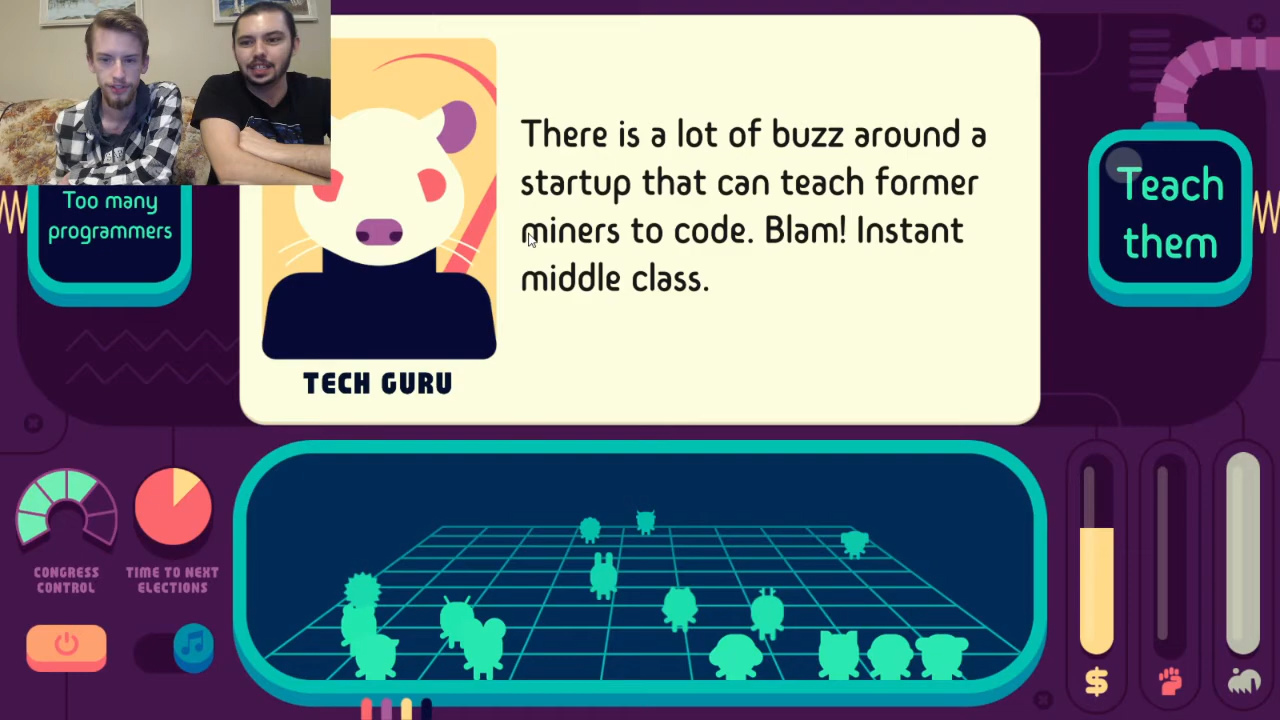 There is a lot of buzz around a
startup that can teach former
miners to code. Blam! Instant
middle class.
TECH GURU
Too many
programmers
Teach
them
CONGRESS
CONTROL
TIME TO NEXT
ELECTIONS
$